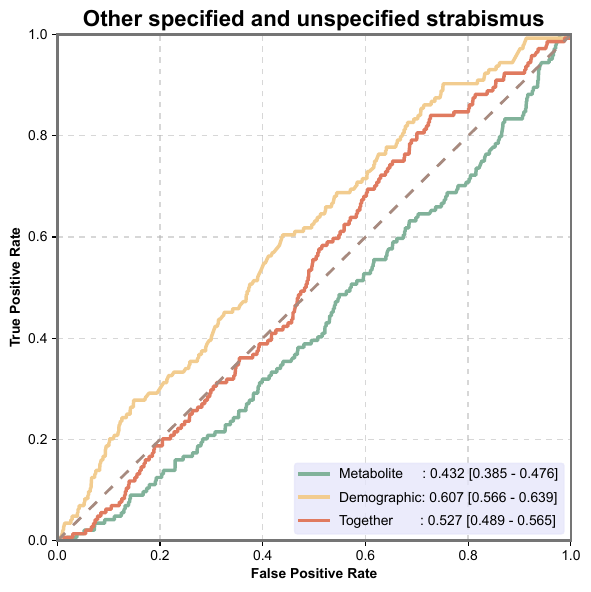 Other specified and unspecified strabismus
1.0
0.8
0.6
0.4
0.2
0.0
True Positive Rate
Metabolite : 0.432 [0.385 - 0.476]
Demographic: 0.607 [0.566 - 0.639]
Together : 0.527 [0.489 - 0.565]
0.0 0.2 0.4 0.6 0.8 1.0
False Positive Rate